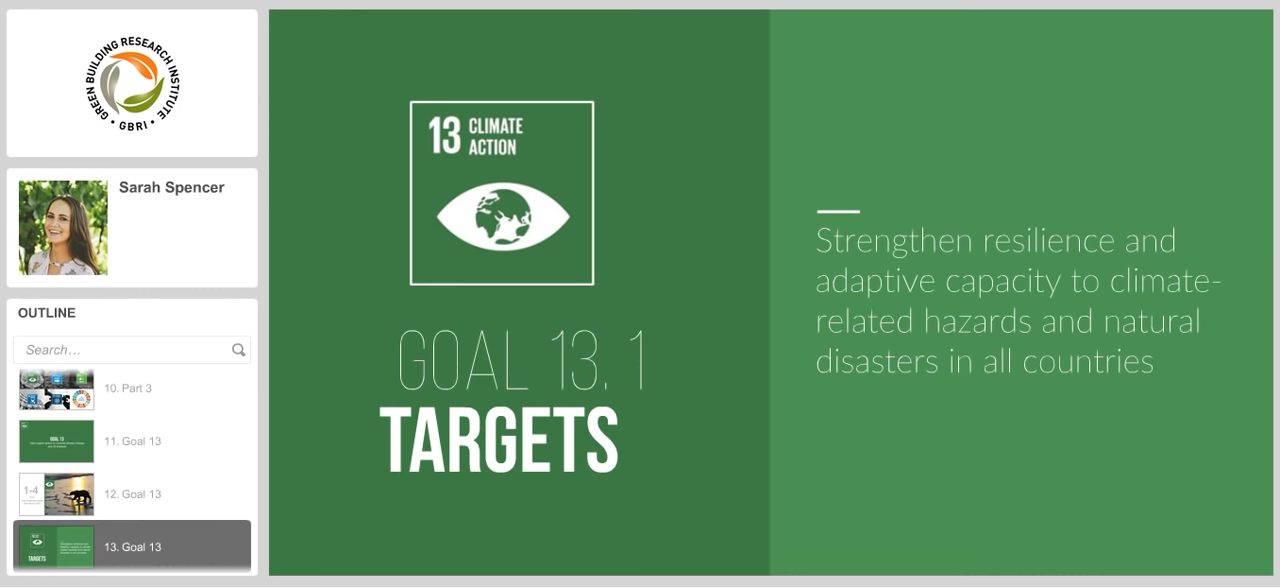 GREEN BUILDING RESEARCH INSTITUTE
• GBRI •
Sarah Spencer
OUTLINE
Search...
10. Part 3
11. Goal 13
GOAL 13
12. Goal 13
1-4
13. Goal 13
TARGETS
13 CLIMATE
ACTION
GOAL 13. 1
TARGETS
Strengthen resilience and
adaptive capacity to climate-
related hazards and natural
disasters in all countries